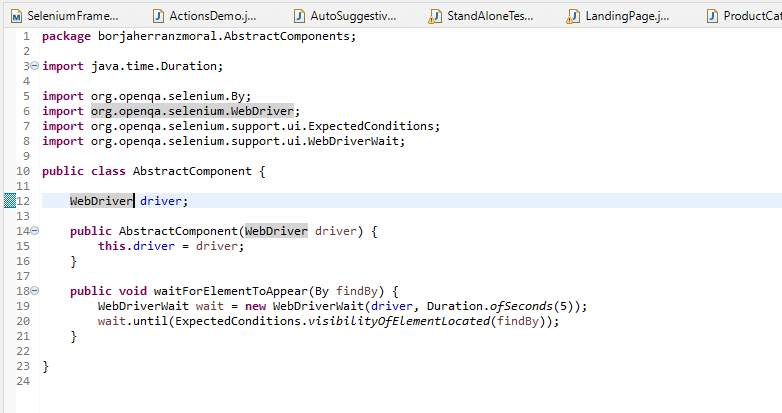 SeleniumFrame... ActionsDemo.j... AutoSuggestiv... StandAloneTes... LandingPage.j... ProductCat
1 package borjaherranzmoral.AbstractComponents;
2
3 import java.time.Duration;
4
5 import org.openqa.selenium.By;
6 import org.openqa.selenium.WebDriver;
7 import org.openqa.selenium.support.ui.ExpectedConditions;
8 import org.openqa.selenium.support.ui.WebDriverWait;
9
10 public class AbstractComponent {
11
12     WebDriver driver;
13
14     public AbstractComponent(WebDriver driver) {
15         this.driver = driver;
16     }
17
18     public void waitForElementToAppear(By findBy) {
19         WebDriverWait wait = new WebDriverWait(driver, Duration.ofSeconds(5));
20         wait.until(ExpectedConditions.visibilityOfElementLocated(findBy));
21     }
22
23 }
24